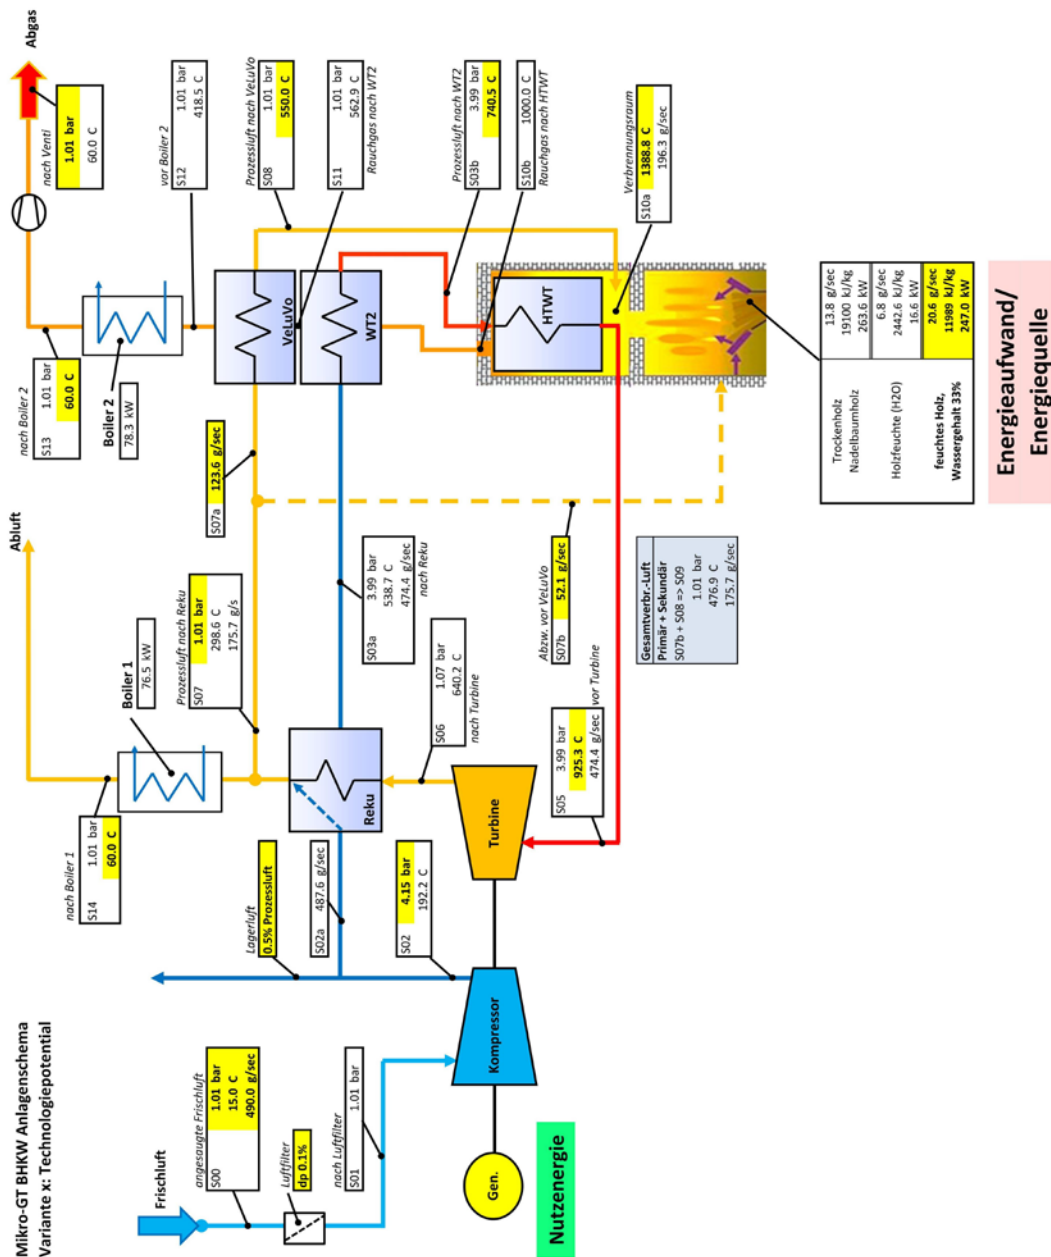 Mikro-GT BHKW Anlagenschema
Variante x: Technologiepotential
Frischluft
angesaugte Frischluft
S00 1.01 bar
15.0 C
490.0 g/sec
Luftfilter
dp 0.1%
nach Luftfilter
S01 1.01 bar
Gen.
Nutzenergie
Kompressor
Turbine
Lagerluft
0.5% Prozessluft
S02a 487.6 g/sec
4.15 bar
S02 192.2 C
nach Boiler 1
S14 1.01 bar
60.0 C
Abluft
Boiler 1
76.5 kW
Prozessluft nach Reku
S07 1.01 bar
298.6 C
175.7 g/s
Reku
S06 1.07 bar
640.2 C
nach Turbine
3.99 bar
S03a 538.7 C
474.4 g/sec
nach Reku
3.99 bar
S05 925.3 C
474.4 g/sec
vor Turbine
S07a 123.6 g/sec
Abzw. vor VeLuVo
S07b 52.1 g/sec
Gesamtverbr.-Luft
Primär + Sekundär
S07b + S08 => S09
1.01 bar
476.9 C
175.7 g/sec
nach Boiler 2
S13 1.01 bar
60.0 C
Boiler 2
78.3 kW
nach Venti
1.01 bar
60.0 C
Abgas
vor Boiler 2
S12 1.01 bar
418.5 C
VeLuVo
WT2
HTWT
Prozessluft nach VeLuVo
S08 1.01 bar
550.0 C
S11 1.01 bar
562.9 C
Rauchgas nach WT2
Prozessluft nach WT2
S03b 3.99 bar
740.5 C
S10b 1000.0 C
Rauchgas nach HTWT
Verbrennungsraum
S10a 1388.8 C
196.3 g/sec
Trockenholz 13.8 g/sec
Nadelbaumholz 19100 kJ/kg
263.6 kW
6.8 g/sec
Holzfeuchte (H2O) 2442.6 kJ/kg
16.6 kW
20.6 g/sec
feuchtes Holz, 11989 kJ/kg
Wassergehalt 33% 247.0 kW
Energieaufwand/
Energiequelle